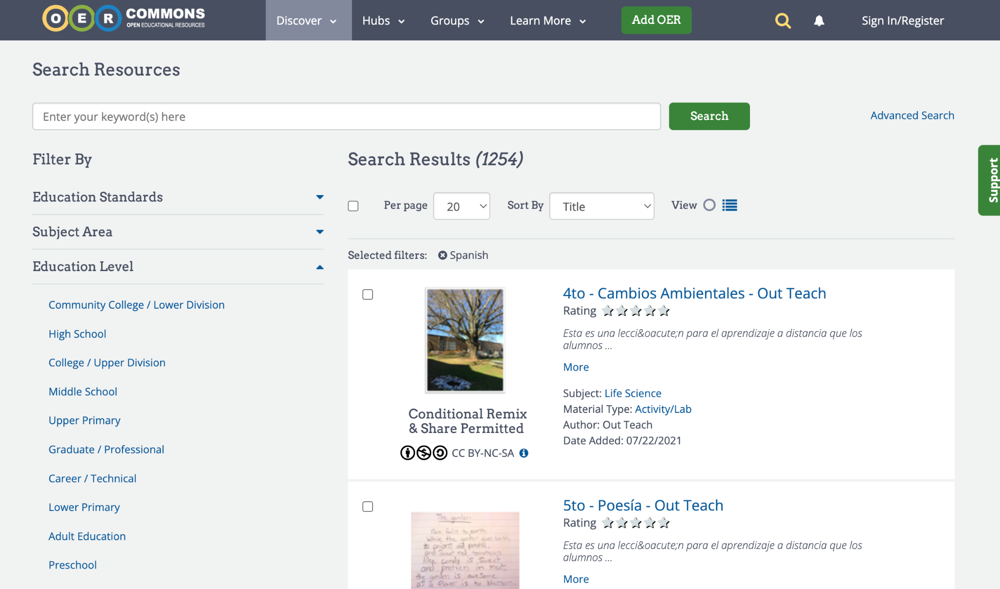 OER COMMONS
OPEN EDUCATIONAL RESOURCES
Discover
Hubs
Groups
Learn More
Add OER
Sign In/Register
Search Resources
Enter your keyword(s) here
Search
Advanced Search
Support
Filter By
Education Standards
Subject Area
Education Level
Community College / Lower Division
High School
College / Upper Division
Middle School
Upper Primary
Graduate / Professional
Career / Technical
Lower Primary
Adult Education
Preschool
Search Results (1254)
Per page 20 Sort By Title View
Selected filters: Spanish
4to - Cambios Ambientales - Out Teach
Rating
Esta es una lecci&oacute;n para el aprendizaje a distancia que los
alumnos ...
More
Subject: Life Science
Material Type: Activity/Lab
Author: Out Teach
Date Added: 07/22/2021
Conditional Remix
& Share Permitted
CC BY-NC-SA
5to - Poesía - Out Teach
Rating
Esta es una lecci&oacute;n para el aprendizaje a distancia que los
alumnos ...
More
The garden
falls to earth
While the garden gives birth
to onions and potatos,
and sweet red tomatoes
like candy is sweet,
and protien in meat,
the garden is awesome
as a flower is to blossom